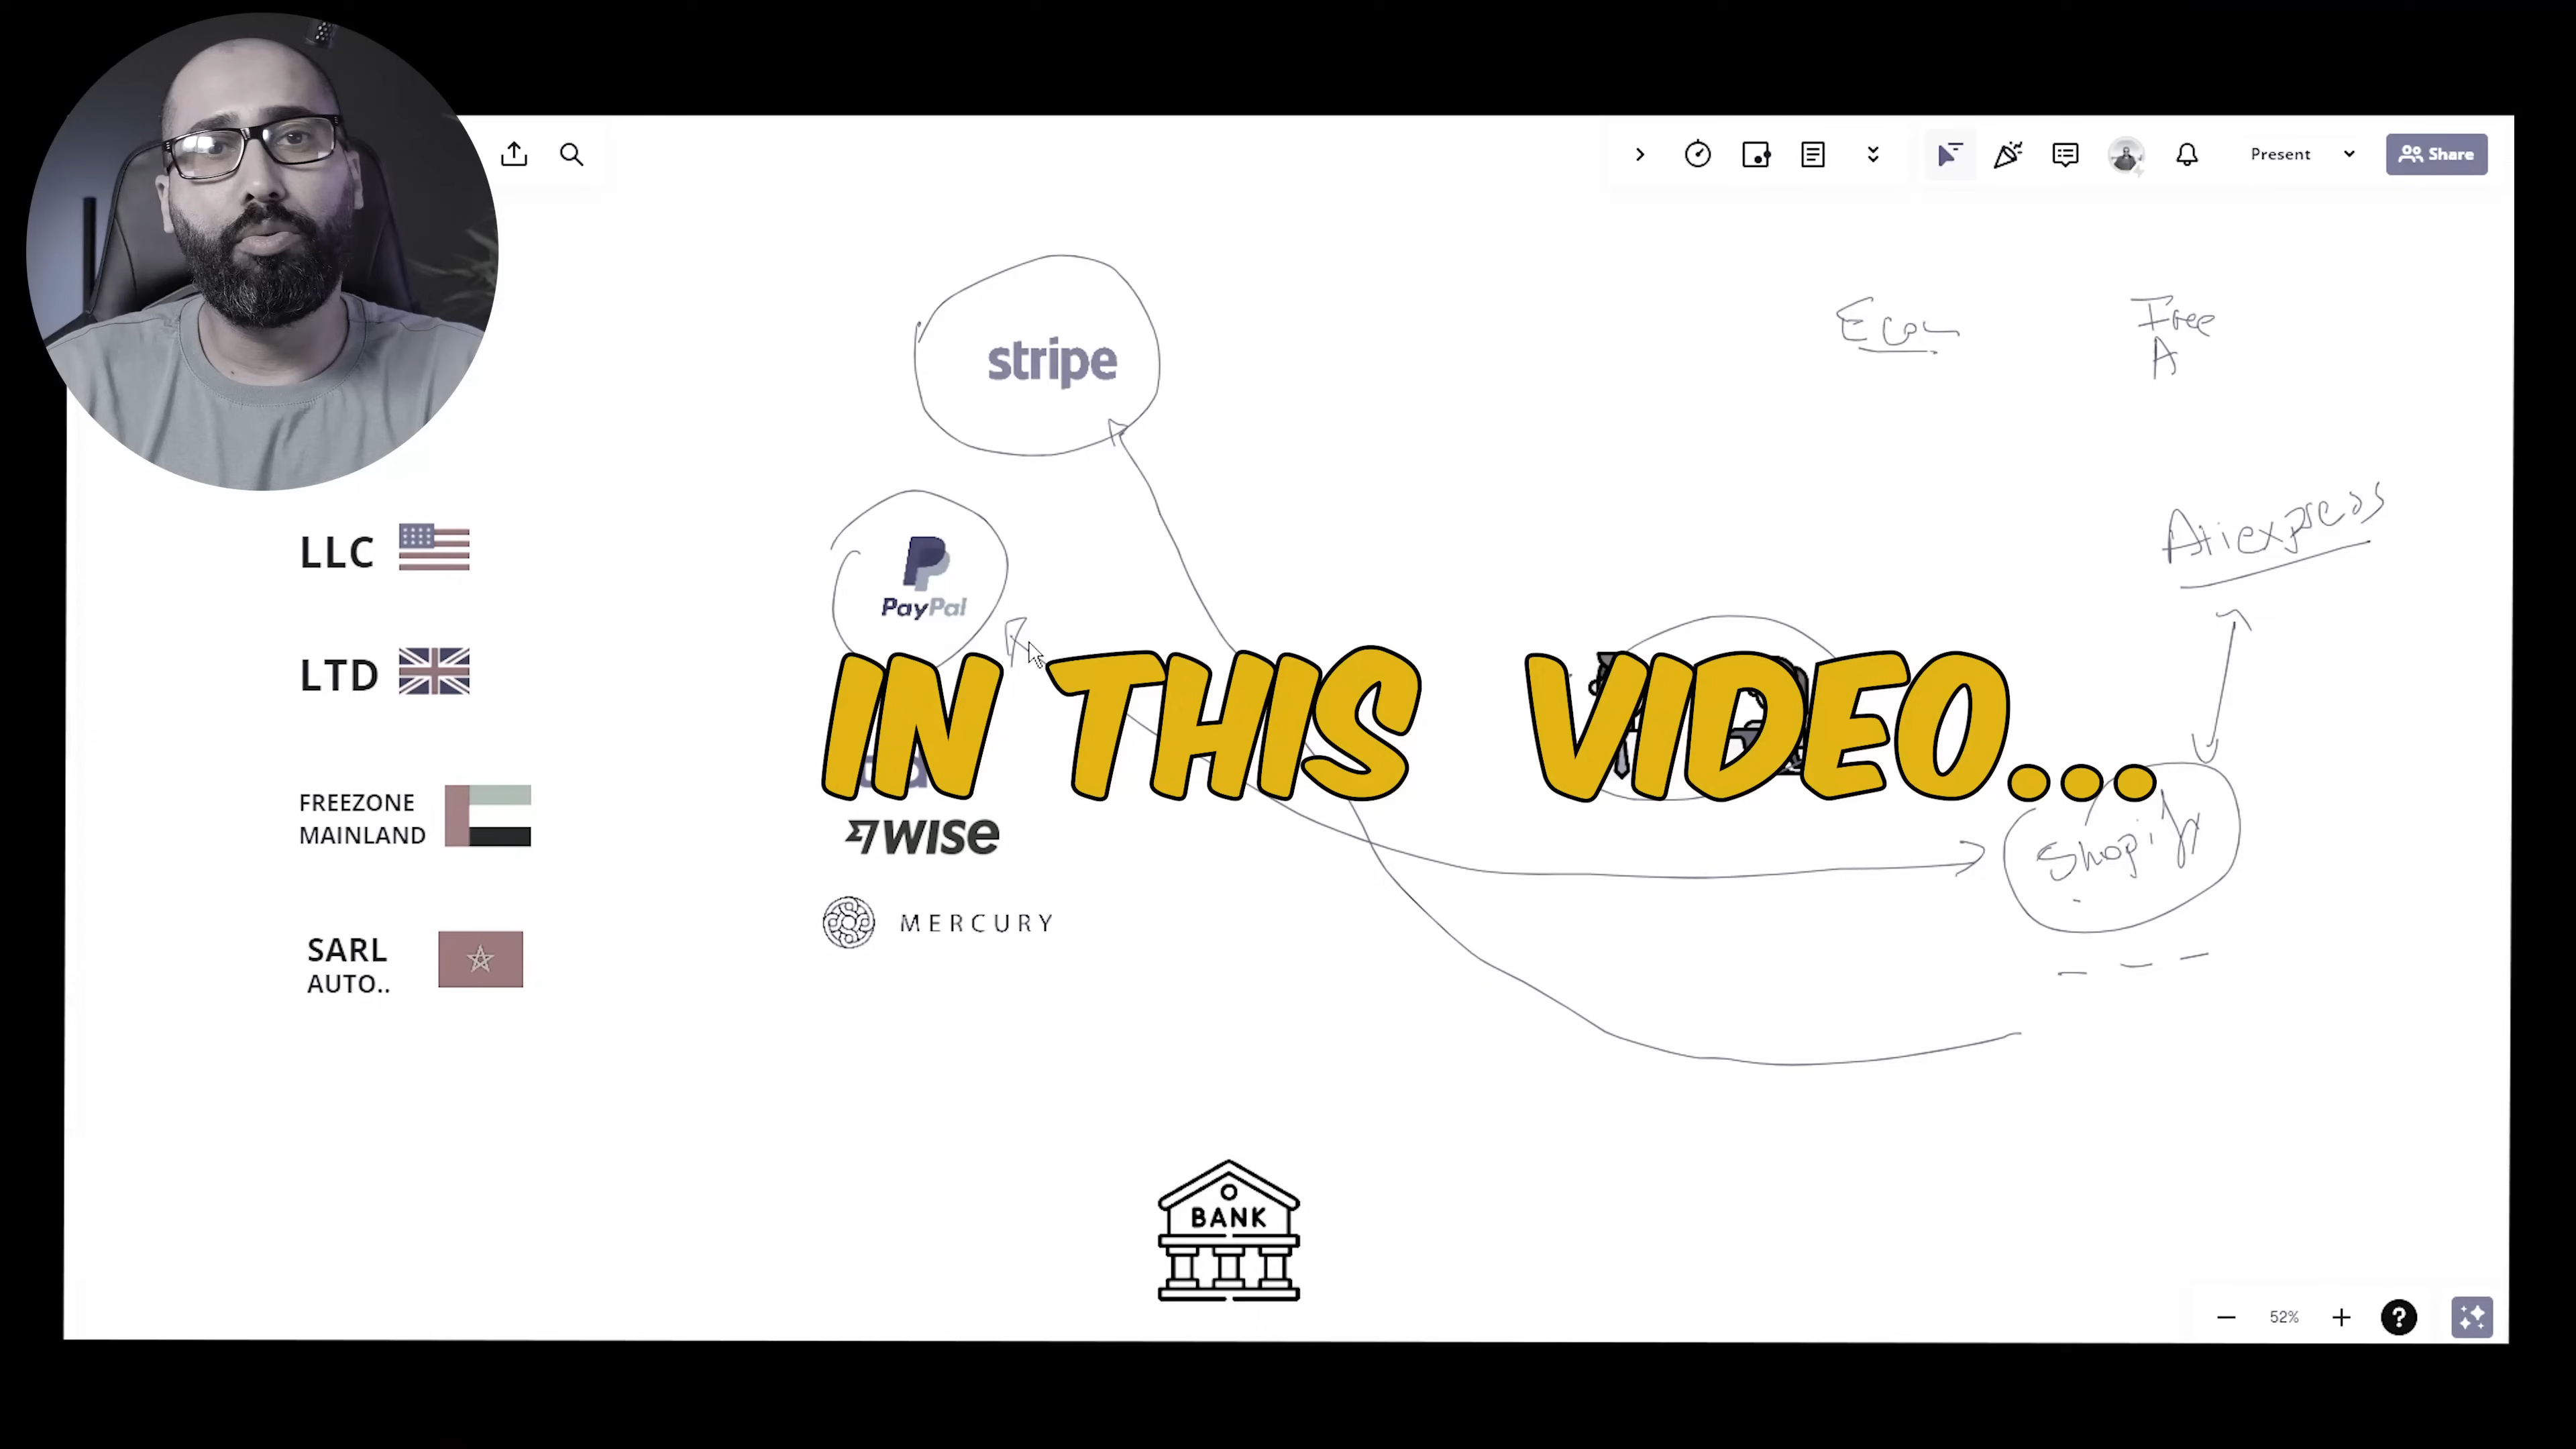 Present
Share
Econ
Free
A
stripe
Aliexpress
LLC
PayPal
LTD
IN THIS VIDEO...
FREEZONE
MAINLAND
WISE
Shopify
MERCURY
SARL
AUTO..
BANK
52%
?